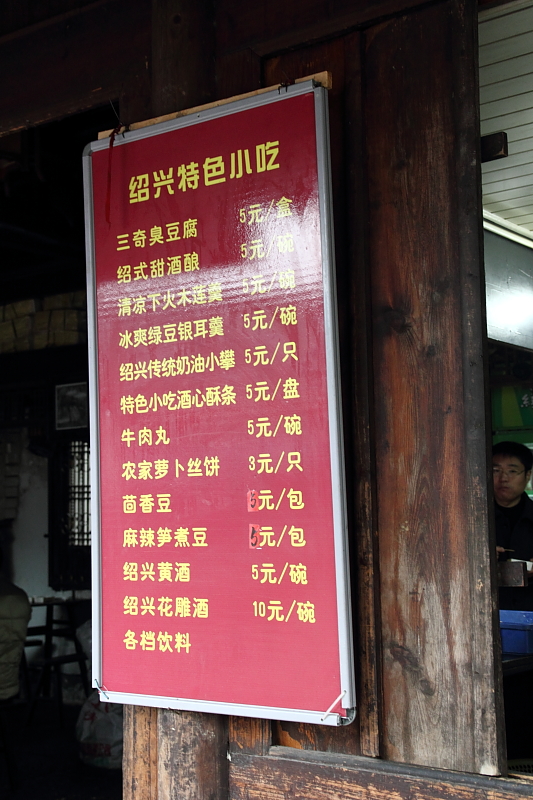 绍兴特色小吃
三奇臭豆腐 5元/盒
绍式甜酒酿 5元/碗
清凉下火木莲羹 5元/碗
冰爽绿豆银耳羹 5元/碗
绍兴传统奶油小攀 5元/只
特色小吃酒心酥条 5元/盘
牛肉丸 5元/碗
农家萝卜丝饼 3元/只
茴香豆 元/包
麻辣笋煮豆 元/包
绍兴黄酒 5元/碗
绍兴花雕酒 10元/碗
各档饮料